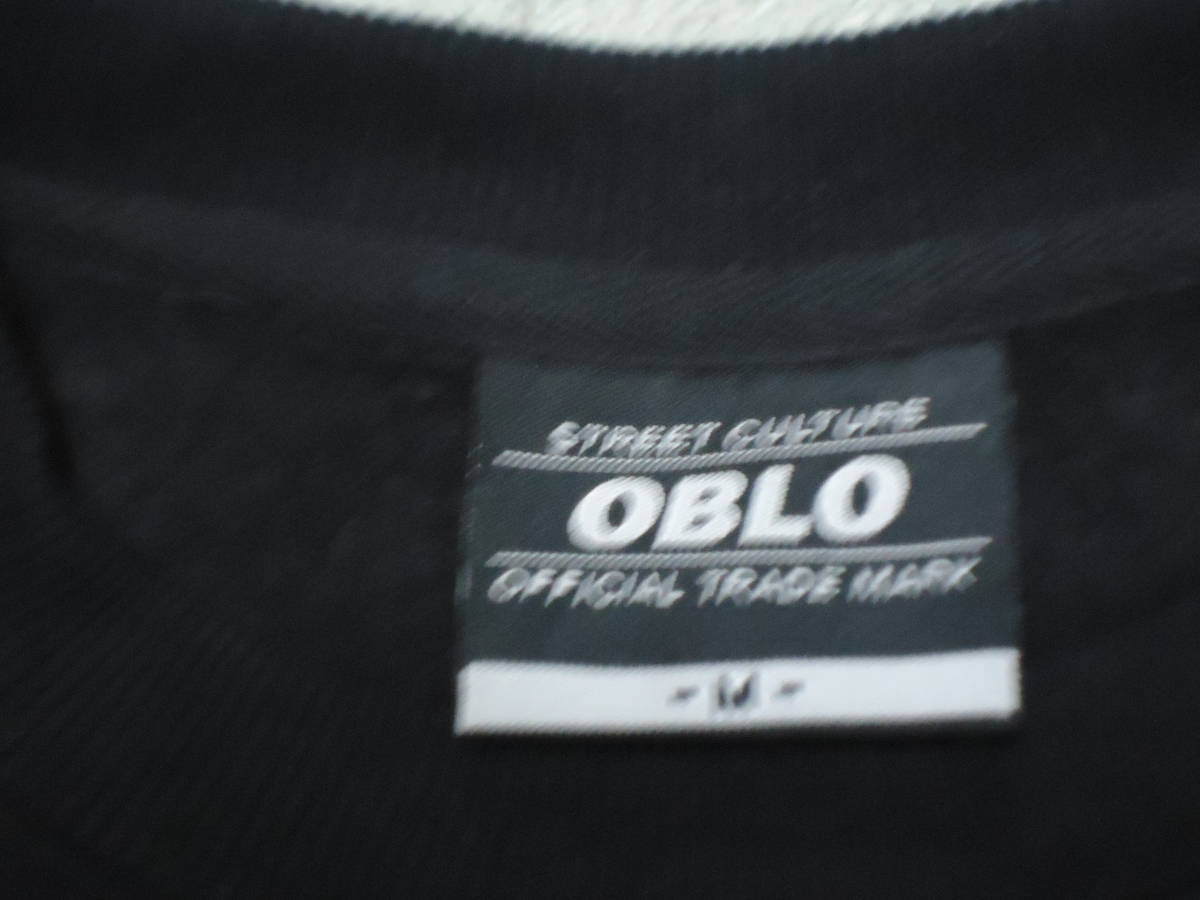 STREET CULTURE
OBLO
OFFICIAL TRADE MARK
- M -